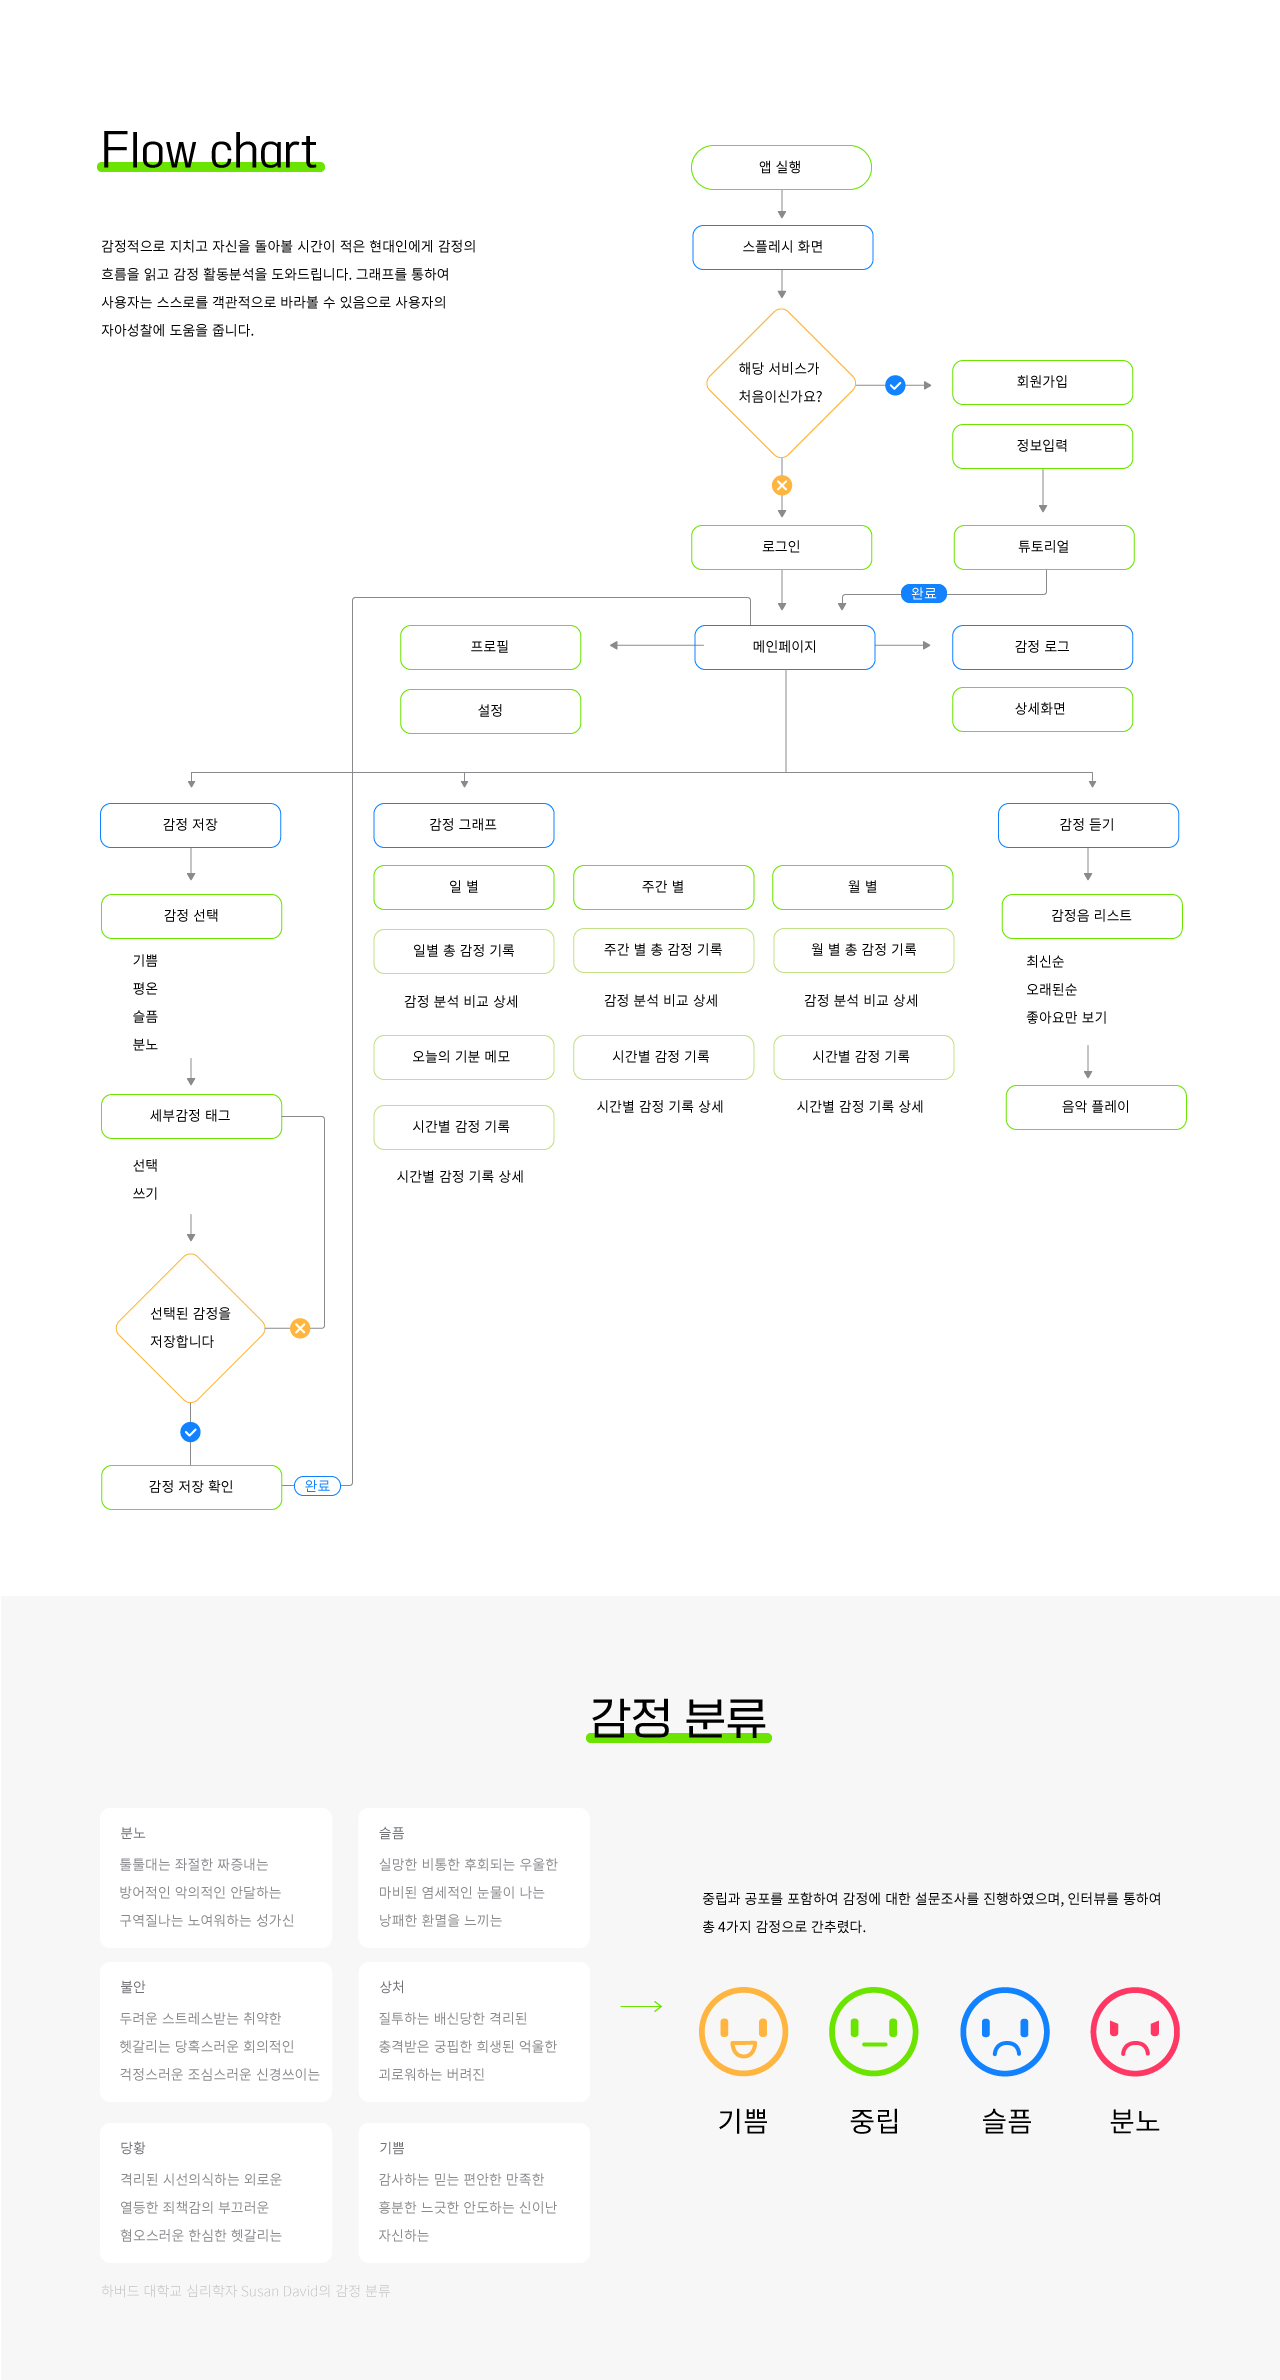 Flow chart
감정적으로 지치고 자신을 돌아볼 시간이 적은 현대인에게 감정의
흐름을 읽고 감정 활동분석을 도와드립니다. 그래프를 통하여
사용자는 스스로를 객관적으로 바라볼 수 있음으로 사용자의
자아성찰에 도움을 줍니다.
앱 실행
스플레시 화면
해당 서비스가
처음이신가요?
회원가입
정보입력
로그인
튜토리얼
완료
프로필
메인페이지
감정 로그
설정
상세화면
감정 저장
감정 선택
기쁨
평온
슬픔
분노
세부감정 태그
선택
쓰기
선택된 감정을
저장합니다
감정 저장 확인
완료
감정 그래프
일 별
주간 별
월 별
일별 총 감정 기록
주간 별 총 감정 기록
월 별 총 감정 기록
감정 분석 비교 상세
감정 분석 비교 상세
감정 분석 비교 상세
오늘의 기분 메모
시간별 감정 기록
시간별 감정 기록
시간별 감정 기록 상세
시간별 감정 기록 상세
시간별 감정 기록
시간별 감정 기록 상세
감정 듣기
감정음 리스트
최신순
오래된순
좋아요만 보기
음악 플레이
감정 분류
분노
툴툴대는 좌절한 짜증내는
방어적인 악의적인 안달하는
구역질나는 노여워하는 성가신
슬픔
실망한 비통한 후회되는 우울한
마비된 염세적인 눈물이 나는
낭패한 환멸을 느끼는
불안
두려운 스트레스받는 취약한
헷갈리는 당혹스러운 회의적인
걱정스러운 조심스러운 신경쓰이는
상처
질투하는 배신당한 격리된
충격받은 궁핍한 희생된 억울한
괴로워하는 버려진
당황
격리된 시선의식하는 외로운
열등한 죄책감의 부끄러운
혐오스러운 한심한 헷갈리는
기쁨
감사하는 믿는 편안한 만족한
흥분한 느긋한 안도하는 신이난
자신하는
하버드 대학교 심리학자 Susan David의 감정 분류
중립과 공포를 포함하여 감정에 대한 설문조사를 진행하였으며, 인터뷰를 통하여
총 4가지 감정으로 간추렸다.
기쁨
중립
슬픔
분노